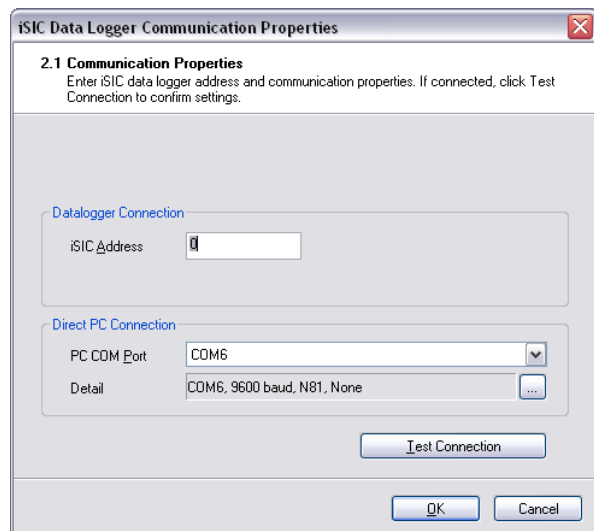 iSIC Data Logger Communication Properties
2.1 Communication Properties
Enter iSIC data logger address and communication properties. If connected, click Test
Connection to confirm settings.
Datalogger Connection
iSIC Address 0
Direct PC Connection
PC COM Port COM6
Detail COM6, 9600 baud, N81, None ...
Test Connection
OK Cancel